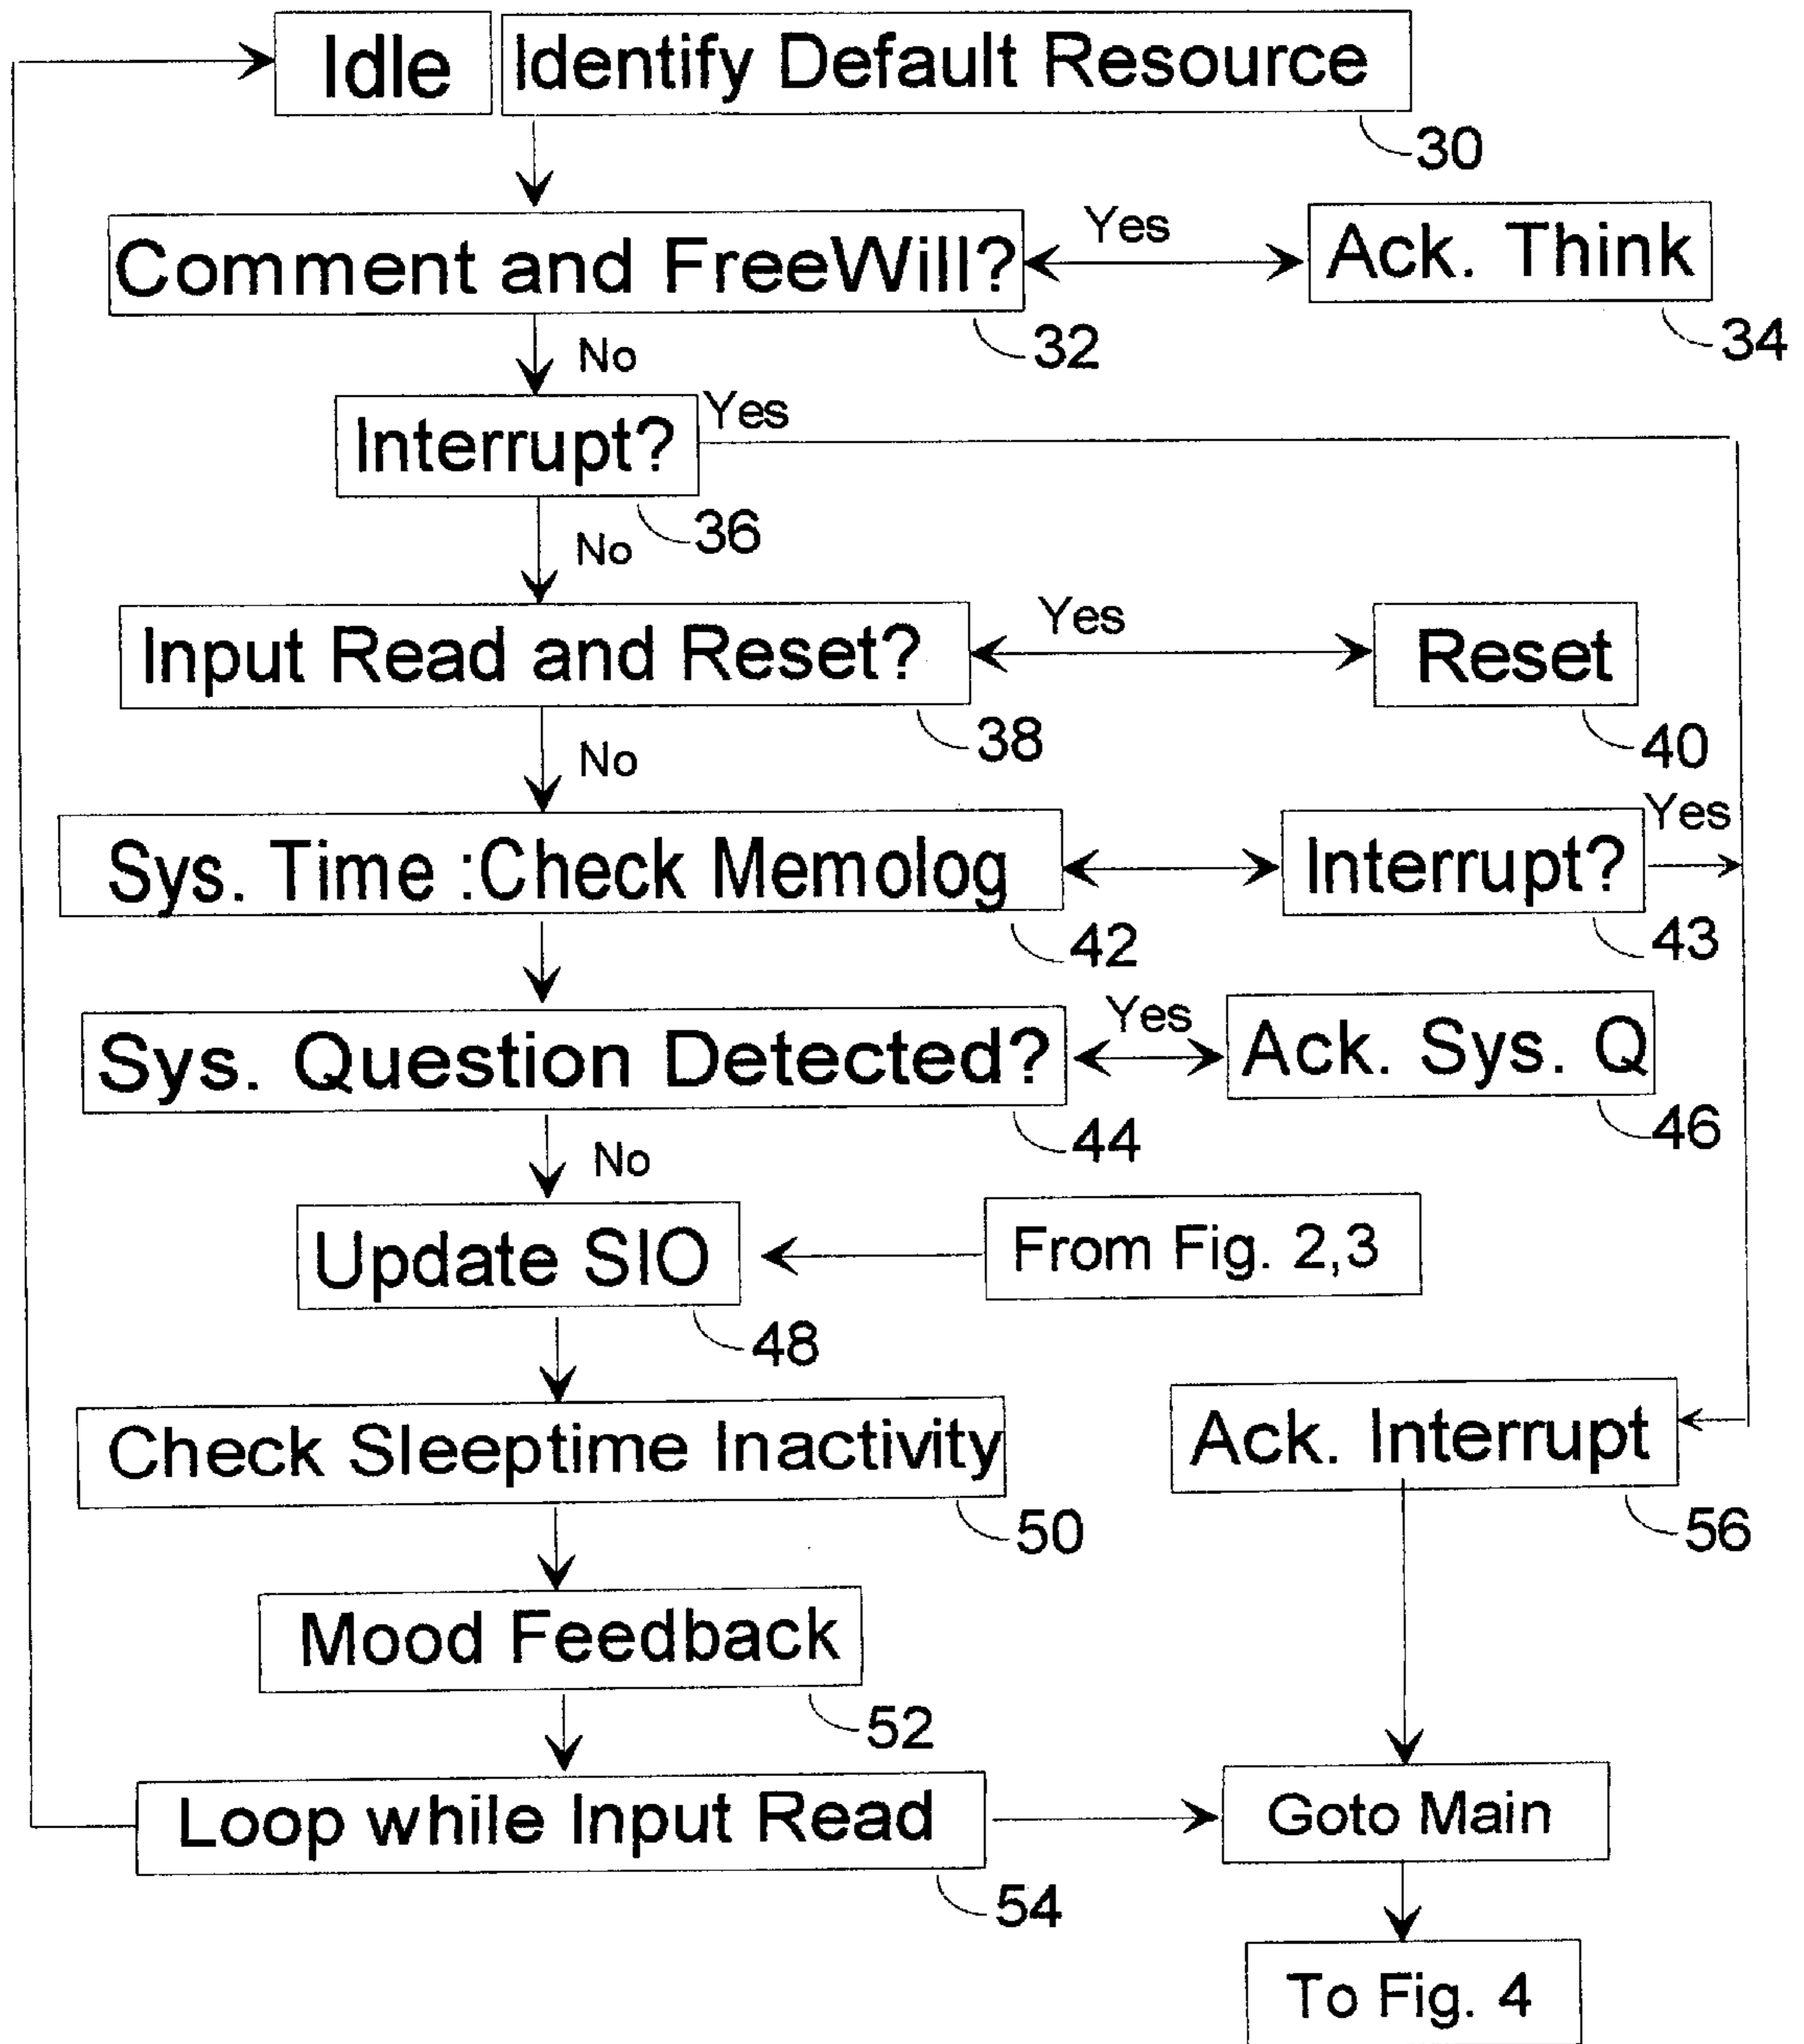 Idle
Identify Default Resource
30
Comment and FreeWill?
Yes
Ack. Think
32
34
No
Interrupt?
Yes
36
No
Input Read and Reset?
Yes
Reset
38
40
No
Sys. Time :Check Memolog
Interrupt?
Yes
42
43
Sys. Question Detected?
Yes
Ack. Sys. Q
44
46
No
Update SIO
From Fig. 2,3
48
Check Sleeptime Inactivity
Ack. Interrupt
50
56
Mood Feedback
52
Loop while Input Read
Goto Main
54
To Fig. 4